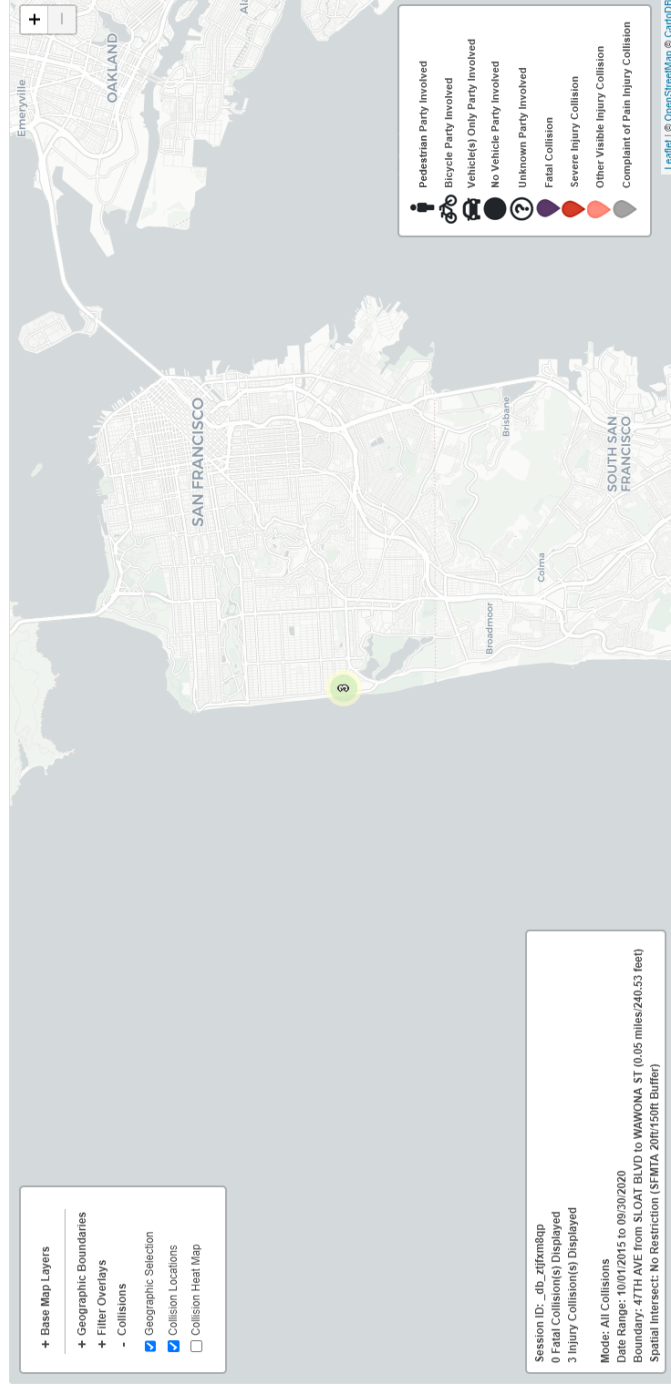 + Base Map Layers
+ Geographic Boundaries
+ Filter Overlays
- Collisions
Geographic Selection
Collision Locations
Collision Heat Map
Session ID: _db_ztjfxm8qp
0 Fatal Collision(s) Displayed
3 Injury Collision(s) Displayed
Mode: All Collisions
Date Range: 10/01/2015 to 09/30/2020
Boundary: 47TH AVE from SLOAT BLVD to WAWONA ST (0.05 miles/240.53 feet)
Spatial Intersect: No Restriction (SFMTA 20ft/150ft Buffer)
3
SAN FRANCISCO
Broadmoor
Colma
Brisbane
SOUTH SAN
FRANCISCO
Emeryville
OAKLAND
+
−
Pedestrian Party Involved
Bicycle Party Involved
Vehicle(s) Only Party Involved
No Vehicle Party Involved
? Unknown Party Involved
Fatal Collision
Severe Injury Collision
Other Visible Injury Collision
Complaint of Pain Injury Collision
Leaflet | © OpenStreetMap © CartoDB